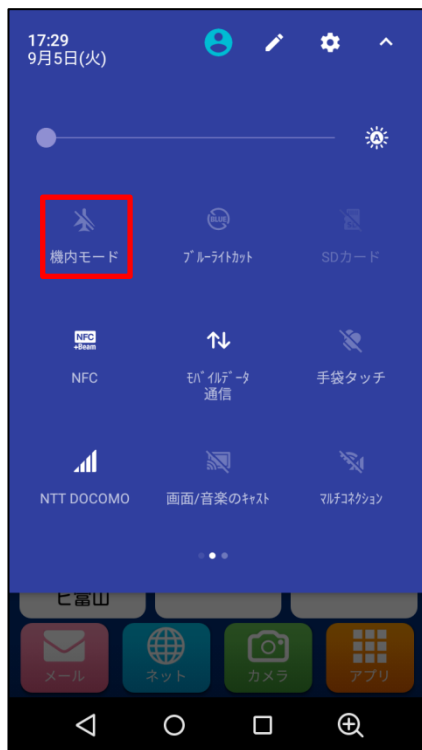 17:29
9月5日(火)
A
機内モード
BLUE
ﾌﾞﾙｰﾗｲﾄｶｯﾄ
SDカード
NFC
+Beam
NFC
ﾓﾊﾞｲﾙﾃﾞｰﾀ
通信
手袋タッチ
NTT DOCOMO
画面/音楽のｷｬｽﾄ
ﾏﾙﾁｺﾈｸｼｮﾝ
富山
メール
ネット
カメラ
アプリ